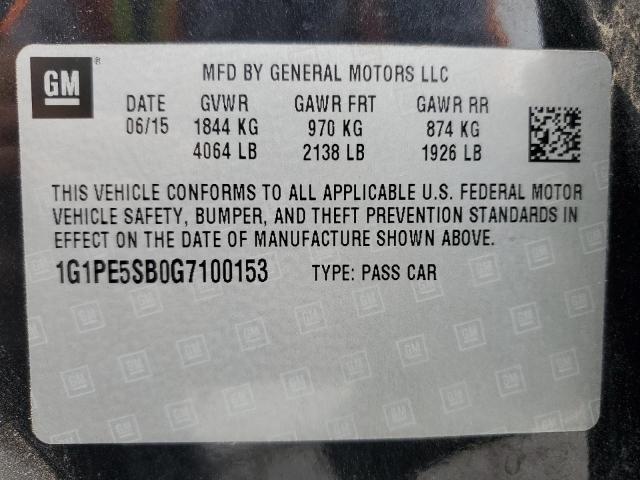 GM ® MFD BY GENERAL MOTORS LLC
DATE GVWR GAWR FRT GAWR RR
06/15 1844 KG 970 KG 874 KG
4064 LB 2138 LB 1926 LB
THIS VEHICLE CONFORMS TO ALL APPLICABLE U.S. FEDERAL MOTOR
VEHICLE SAFETY, BUMPER, AND THEFT PREVENTION STANDARDS IN
EFFECT ON THE DATE OF MANUFACTURE SHOWN ABOVE.
1G1PE5SB0G7100153 TYPE: PASS CAR